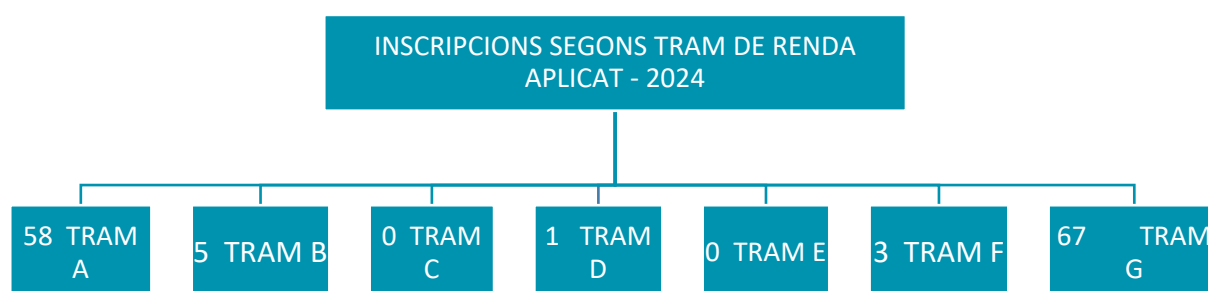 INSCRIPCIONS SEGONS TRAM DE RENDA
APLICAT - 2024
58 TRAM
A
5 TRAM B
0 TRAM
C
1 TRAM
D
0 TRAM E
3 TRAM F
67 TRAM
G